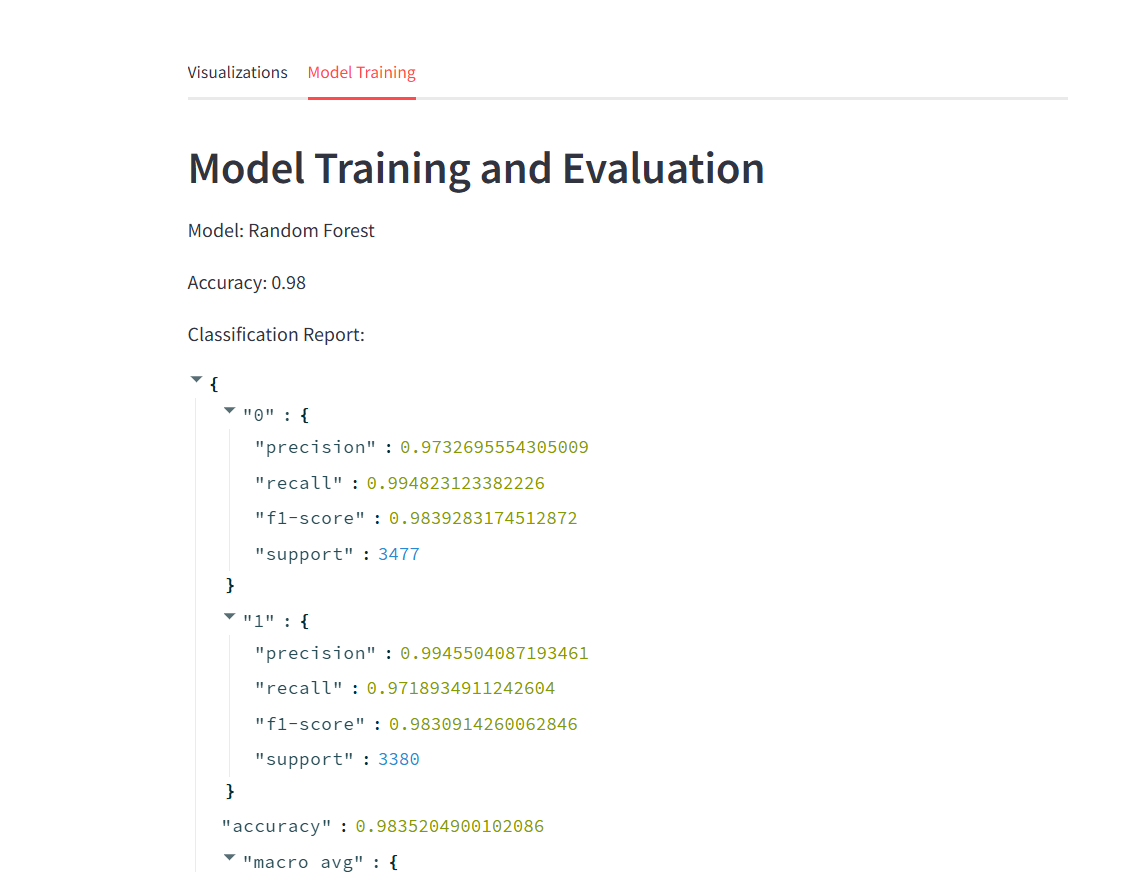 Visualizations Model Training
Model Training and Evaluation
Model: Random Forest
Accuracy: 0.98
Classification Report:
{
"0" : {
"precision" : 0.9732695554305009
"recall" : 0.994823123382226
"f1-score" : 0.9839283174512872
"support" : 3477
}
"1" : {
"precision" : 0.9945504087193461
"recall" : 0.9718934911242604
"f1-score" : 0.9830914260062846
"support" : 3380
}
"accuracy" : 0.9835204900102086
"macro avg" : {